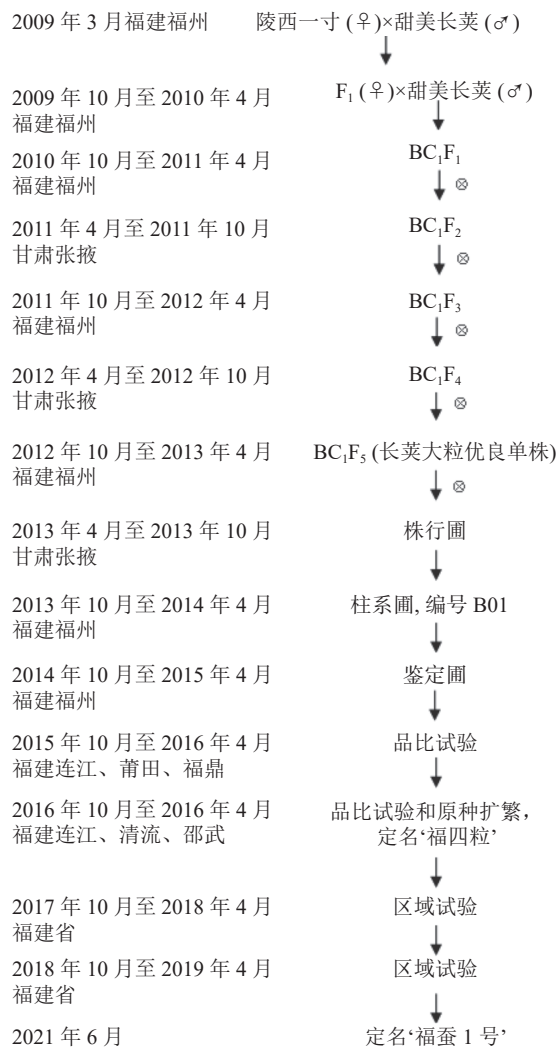 2009 年 3 月福建福州 陵西一寸 (♀)×甜美长荚 (♂)
2009 年 10 月至 2010 年 4 月 F₁ (♀)×甜美长荚 (♂)
福建福州
2010 年 10 月至 2011 年 4 月 BC₁F₁
福建福州 ⊗
2011 年 4 月至 2011 年 10 月 BC₁F₂
甘肃张掖 ⊗
2011 年 10 月至 2012 年 4 月 BC₁F₃
福建福州 ⊗
2012 年 4 月至 2012 年 10 月 BC₁F₄
甘肃张掖 ⊗
2012 年 10 月至 2013 年 4 月 BC₁F₅ (长荚大粒优良单株)
福建福州 ⊗
2013 年 4 月至 2013 年 10 月 株行圃
甘肃张掖
2013 年 10 月至 2014 年 4 月 柱系圃, 编号 B01
福建福州
2014 年 10 月至 2015 年 4 月 鉴定圃
福建福州
2015 年 10 月至 2016 年 4 月 品比试验
福建连江、莆田、福鼎
2016 年 10 月至 2016 年 4 月 品比试验和原种扩繁，
福建连江、清流、邵武 定名‘福四粒’
2017 年 10 月至 2018 年 4 月 区域试验
福建省
2018 年 10 月至 2019 年 4 月 区域试验
福建省
2021 年 6 月 定名‘福蚕 1 号’